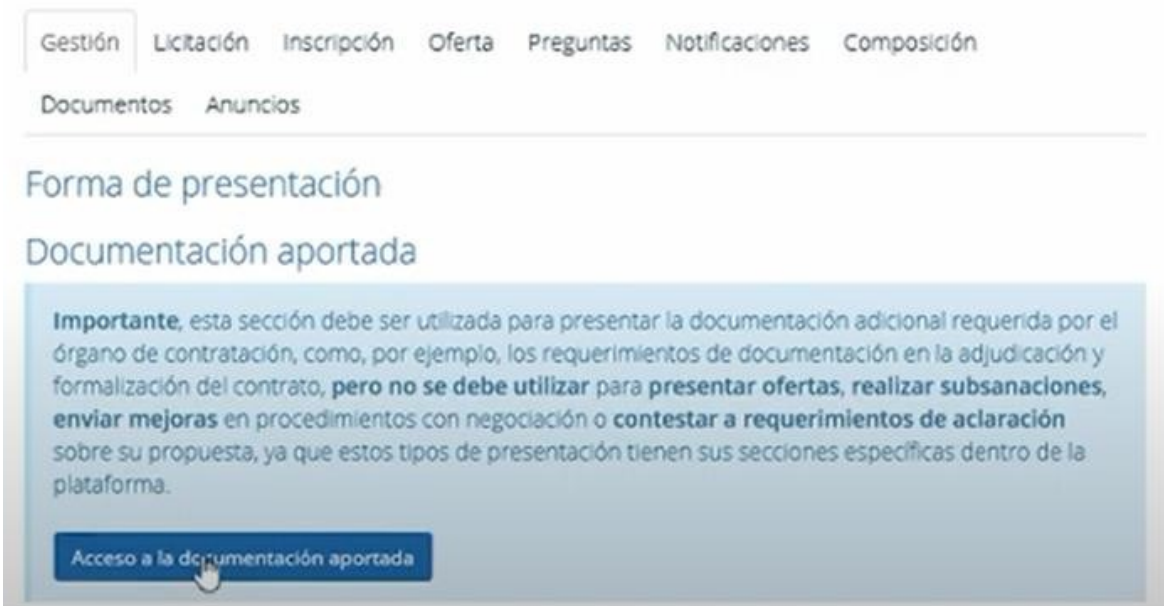 Gestión Licitación Inscripción Oferta Preguntas Notificaciones Composición
Documentos Anuncios
Forma de presentación
Documentación aportada
Importante, esta sección debe ser utilizada para presentar la documentación adicional requerida por el
órgano de contratación, como, por ejemplo, los requerimientos de documentación en la adjudicación y
formalización del contrato, pero no se debe utilizar para presentar ofertas, realizar subsanaciones,
enviar mejoras en procedimientos con negociación o contestar a requerimientos de aclaración
sobre su propuesta, ya que estos tipos de presentación tienen sus secciones específicas dentro de la
plataforma.
Acceso a la documentación aportada